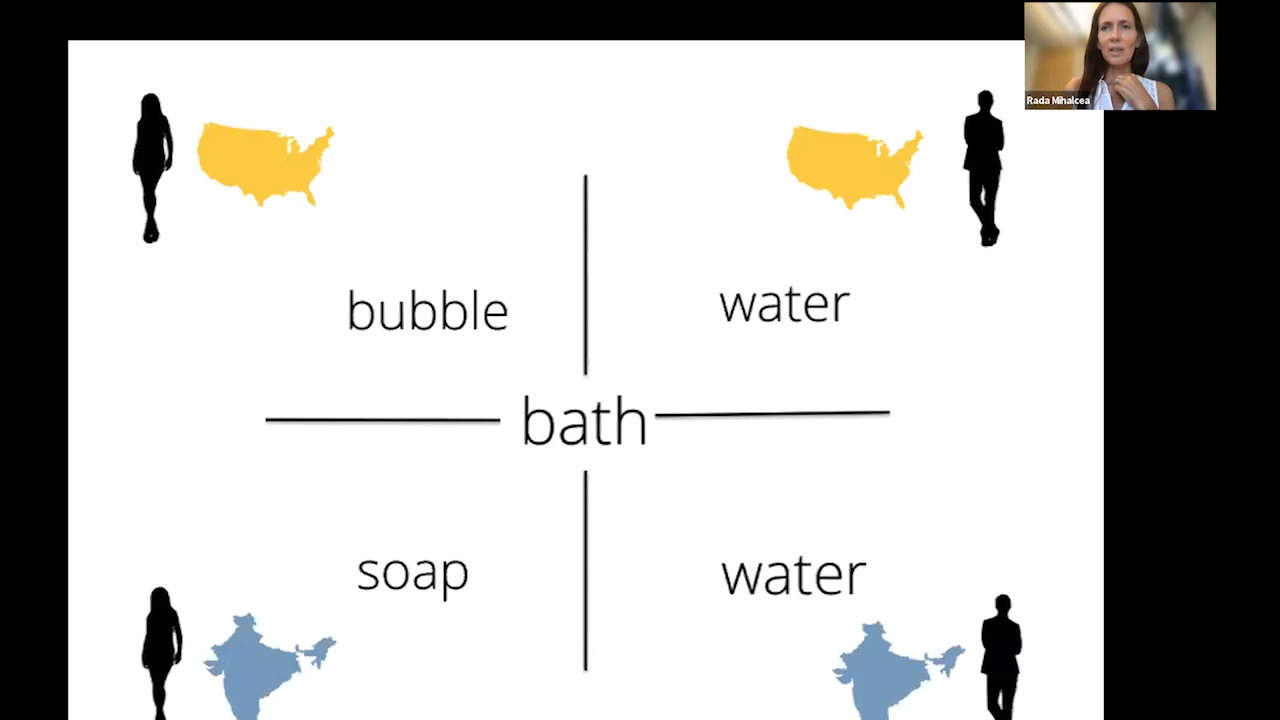 Rada Mihalcea
bubble
water
bath
soap
water